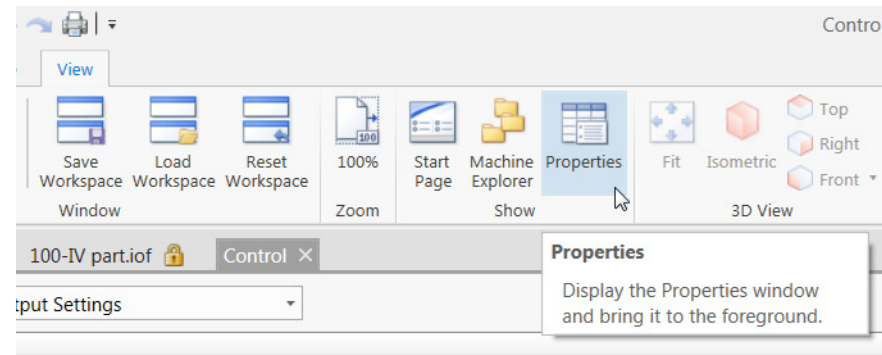 Contro
View
Save Workspace
Load Workspace
Reset Workspace
100
100%
Start Page
Machine Explorer
Properties
Fit
Isometric
Top
Right
Front
Window
Zoom
Show
3D View
100-IV part.iof
Control
tput Settings
Properties
Display the Properties window
and bring it to the foreground.